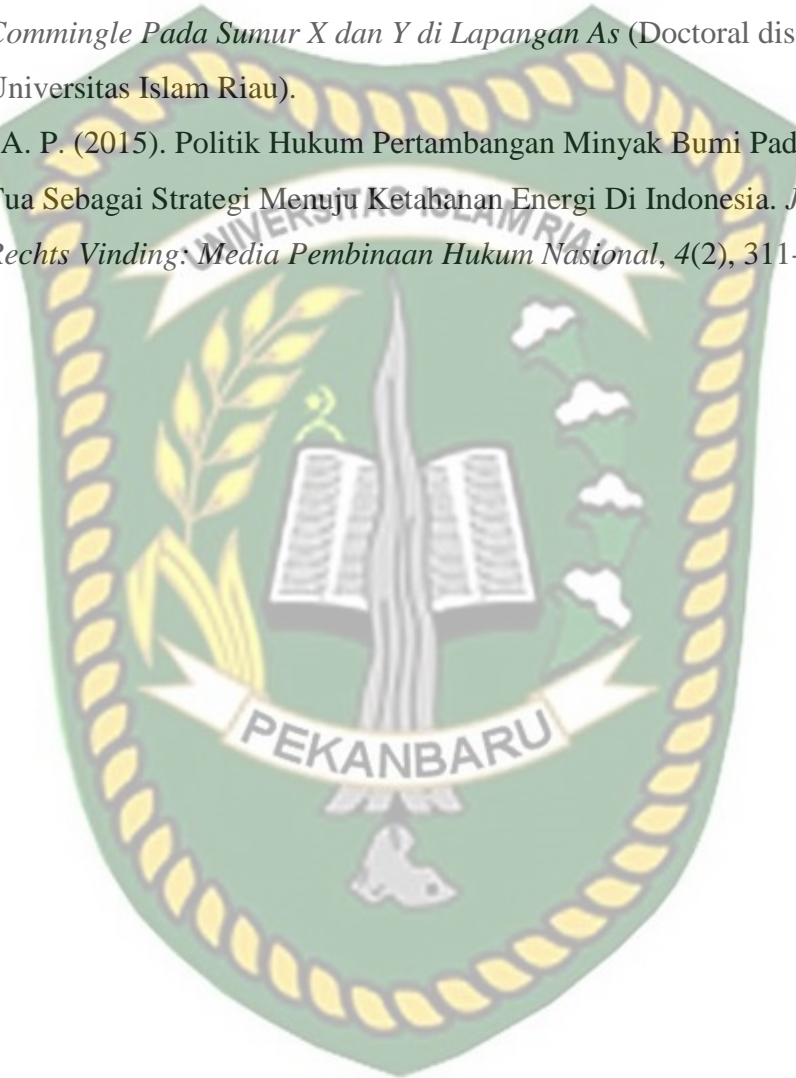 Commingle Pada Sumur X dan Y di Lapangan As (Doctoral dis
Universitas Islam Riau).
A. P. (2015). Politik Hukum Pertambangan Minyak Bumi Pad
Tua Sebagai Strategi Menuju Ketahanan Energi Di Indonesia. J
Rechts Vinding: Media Pembinaan Hukum Nasional, 4(2), 311-
UNIVERSITAS ISLAM RIAU
PEKANBARU